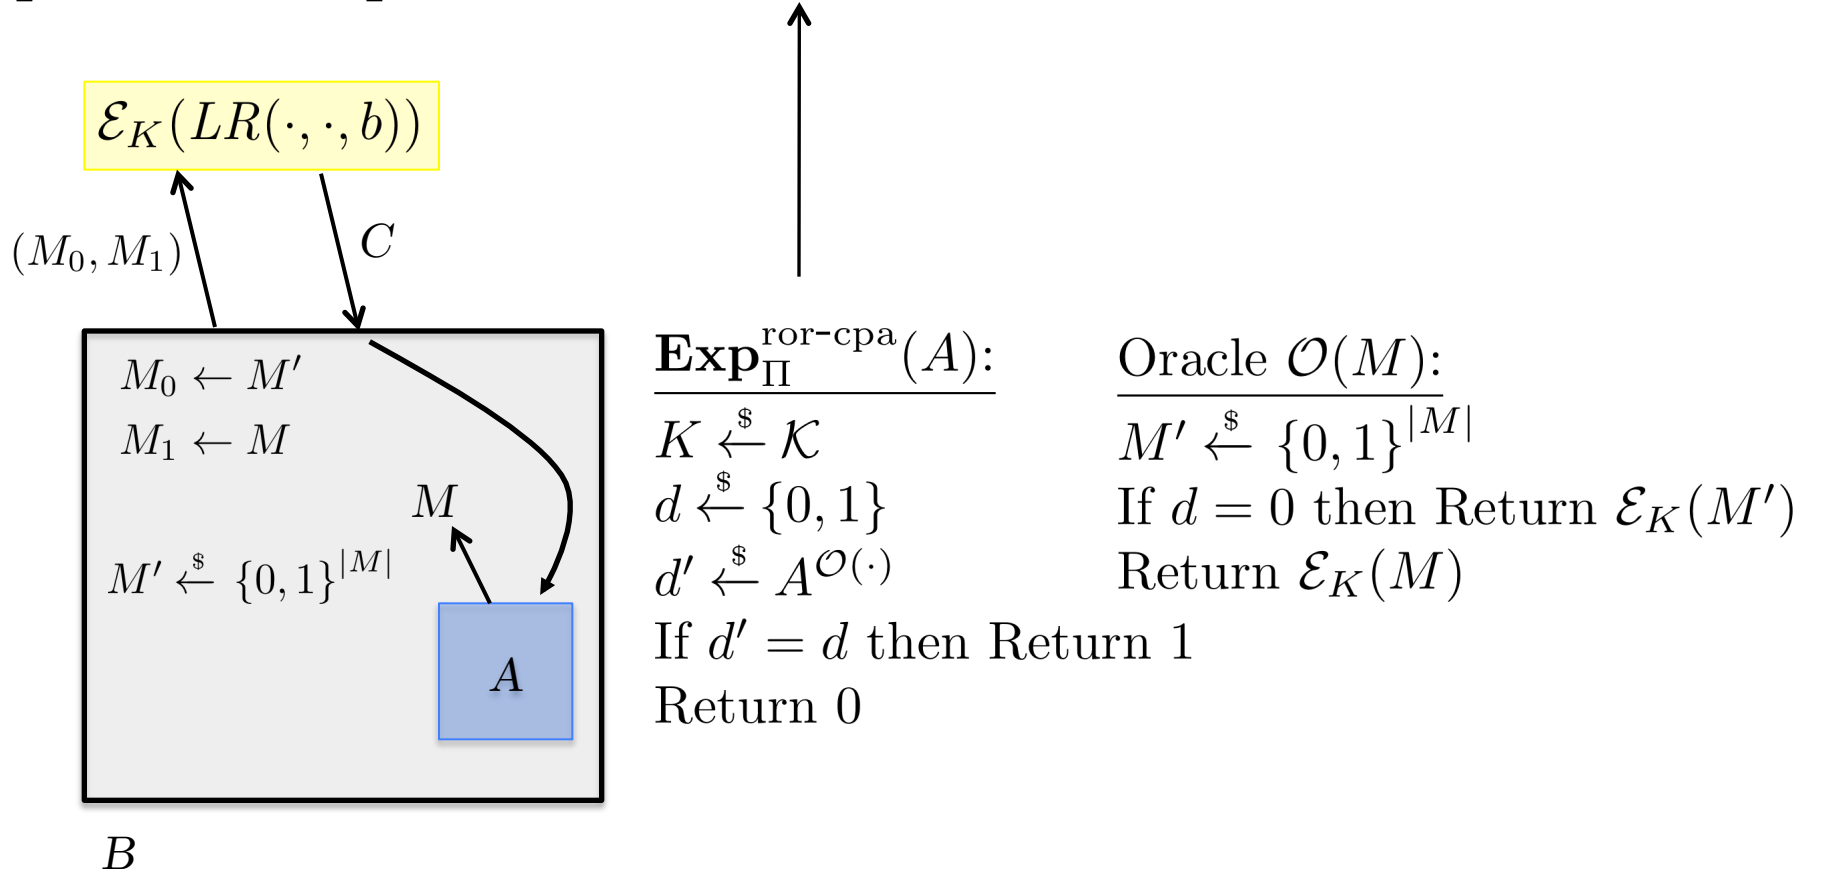 ℰ_K(LR(·, ·, b))
(M_0, M_1)
C
M_0 ← M′
M_1 ← M
M
M′ ←$ {0, 1}^{|M|}
A
B
Exp_Π^{ror-cpa}(A):
K ←$ 𝒦
d ←$ {0, 1}
d′ ←$ A^{𝒪(·)}
If d′ = d then Return 1
Return 0
Oracle 𝒪(M):
M′ ←$ {0, 1}^{|M|}
If d = 0 then Return ℰ_K(M′)
Return ℰ_K(M)